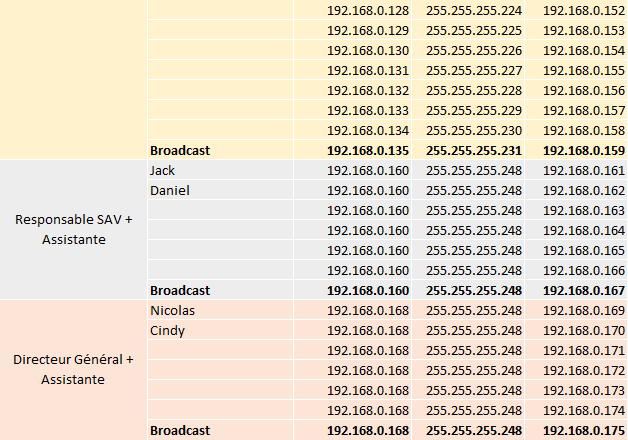 192.168.0.128 255.255.255.224 192.168.0.152
192.168.0.129 255.255.255.225 192.168.0.153
192.168.0.130 255.255.255.226 192.168.0.154
192.168.0.131 255.255.255.227 192.168.0.155
192.168.0.132 255.255.255.228 192.168.0.156
192.168.0.133 255.255.255.229 192.168.0.157
192.168.0.134 255.255.255.230 192.168.0.158
Broadcast 192.168.0.135 255.255.255.231 192.168.0.159
Responsable SAV +
Assistante
Jack 192.168.0.160 255.255.255.248 192.168.0.161
Daniel 192.168.0.160 255.255.255.248 192.168.0.162
192.168.0.160 255.255.255.248 192.168.0.163
192.168.0.160 255.255.255.248 192.168.0.164
192.168.0.160 255.255.255.248 192.168.0.165
192.168.0.160 255.255.255.248 192.168.0.166
Broadcast 192.168.0.160 255.255.255.248 192.168.0.167
Directeur Général +
Assistante
Nicolas 192.168.0.168 255.255.255.248 192.168.0.169
Cindy 192.168.0.168 255.255.255.248 192.168.0.170
192.168.0.168 255.255.255.248 192.168.0.171
192.168.0.168 255.255.255.248 192.168.0.172
192.168.0.168 255.255.255.248 192.168.0.173
192.168.0.168 255.255.255.248 192.168.0.174
Broadcast 192.168.0.168 255.255.255.248 192.168.0.175